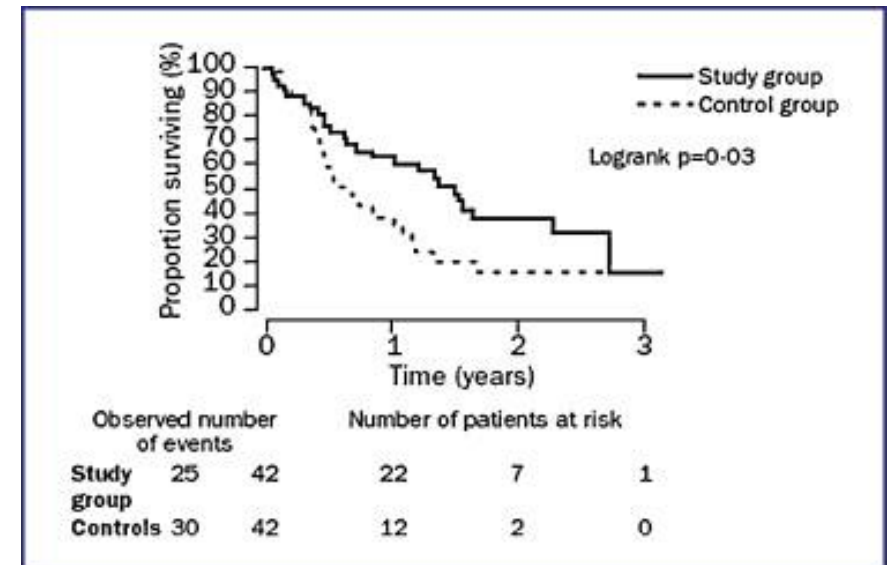 Proportion surviving (%)
100
90
80
70
60
50
40
30
20
10
0
Study group
Control group
Logrank p=0·03
0 1 2 3
Time (years)
Observed number of events Number of patients at risk
Study group 25 42 22 7 1
Controls 30 42 12 2 0